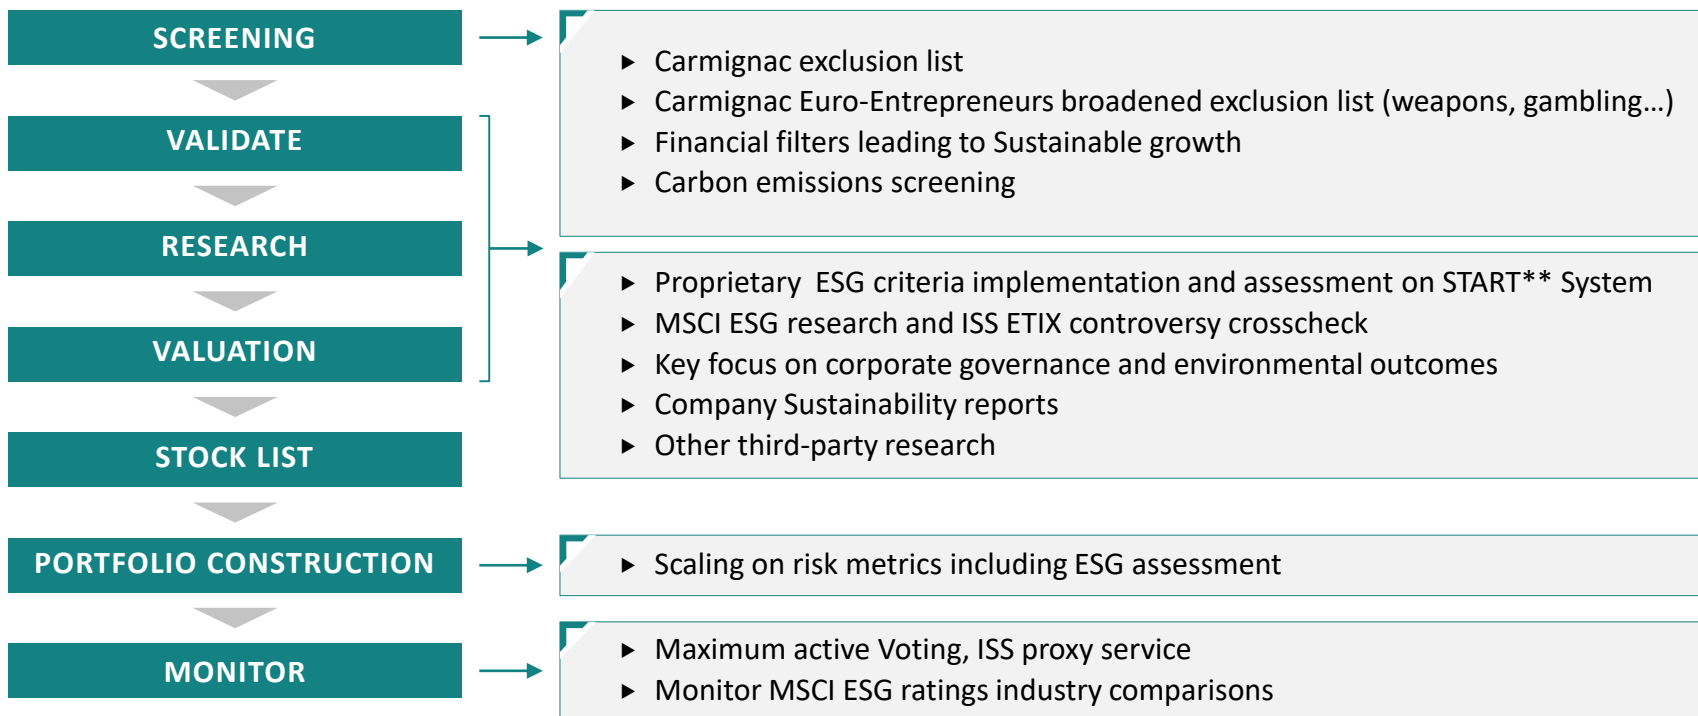 SCREENING
Carmignac exclusion list
Carmignac Euro-Entrepreneurs broadened exclusion list (weapons, gambling…)
Financial filters leading to Sustainable growth
Carbon emissions screening
VALIDATE
RESEARCH
VALUATION
Proprietary ESG criteria implementation and assessment on START** System
MSCI ESG research and ISS ETIX controversy crosscheck
Key focus on corporate governance and environmental outcomes
Company Sustainability reports
Other third-party research
STOCK LIST
PORTFOLIO CONSTRUCTION
Scaling on risk metrics including ESG assessment
MONITOR
Maximum active Voting, ISS proxy service
Monitor MSCI ESG ratings industry comparisons